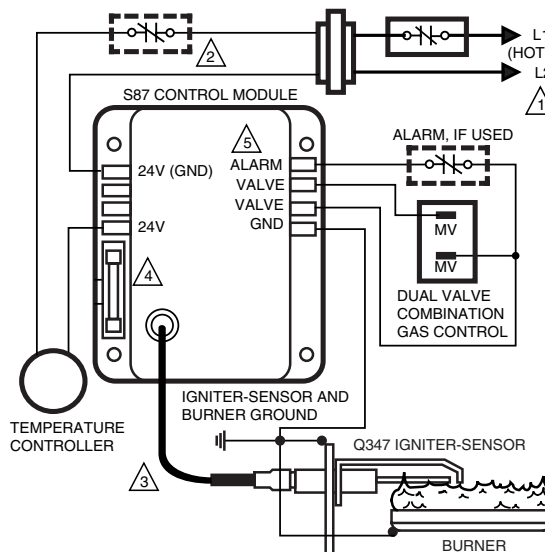 L1
(HOT
L2
2
1
S87 CONTROL MODULE
5
ALARM, IF USED
24V (GND)
ALARM
VALVE
VALVE
24V
GND
MV
MV
4
DUAL VALVE
COMBINATION
GAS CONTROL
IGNITER-SENSOR AND
BURNER GROUND
TEMPERATURE
CONTROLLER
3
Q347 IGNITER-SENSOR
BURNER